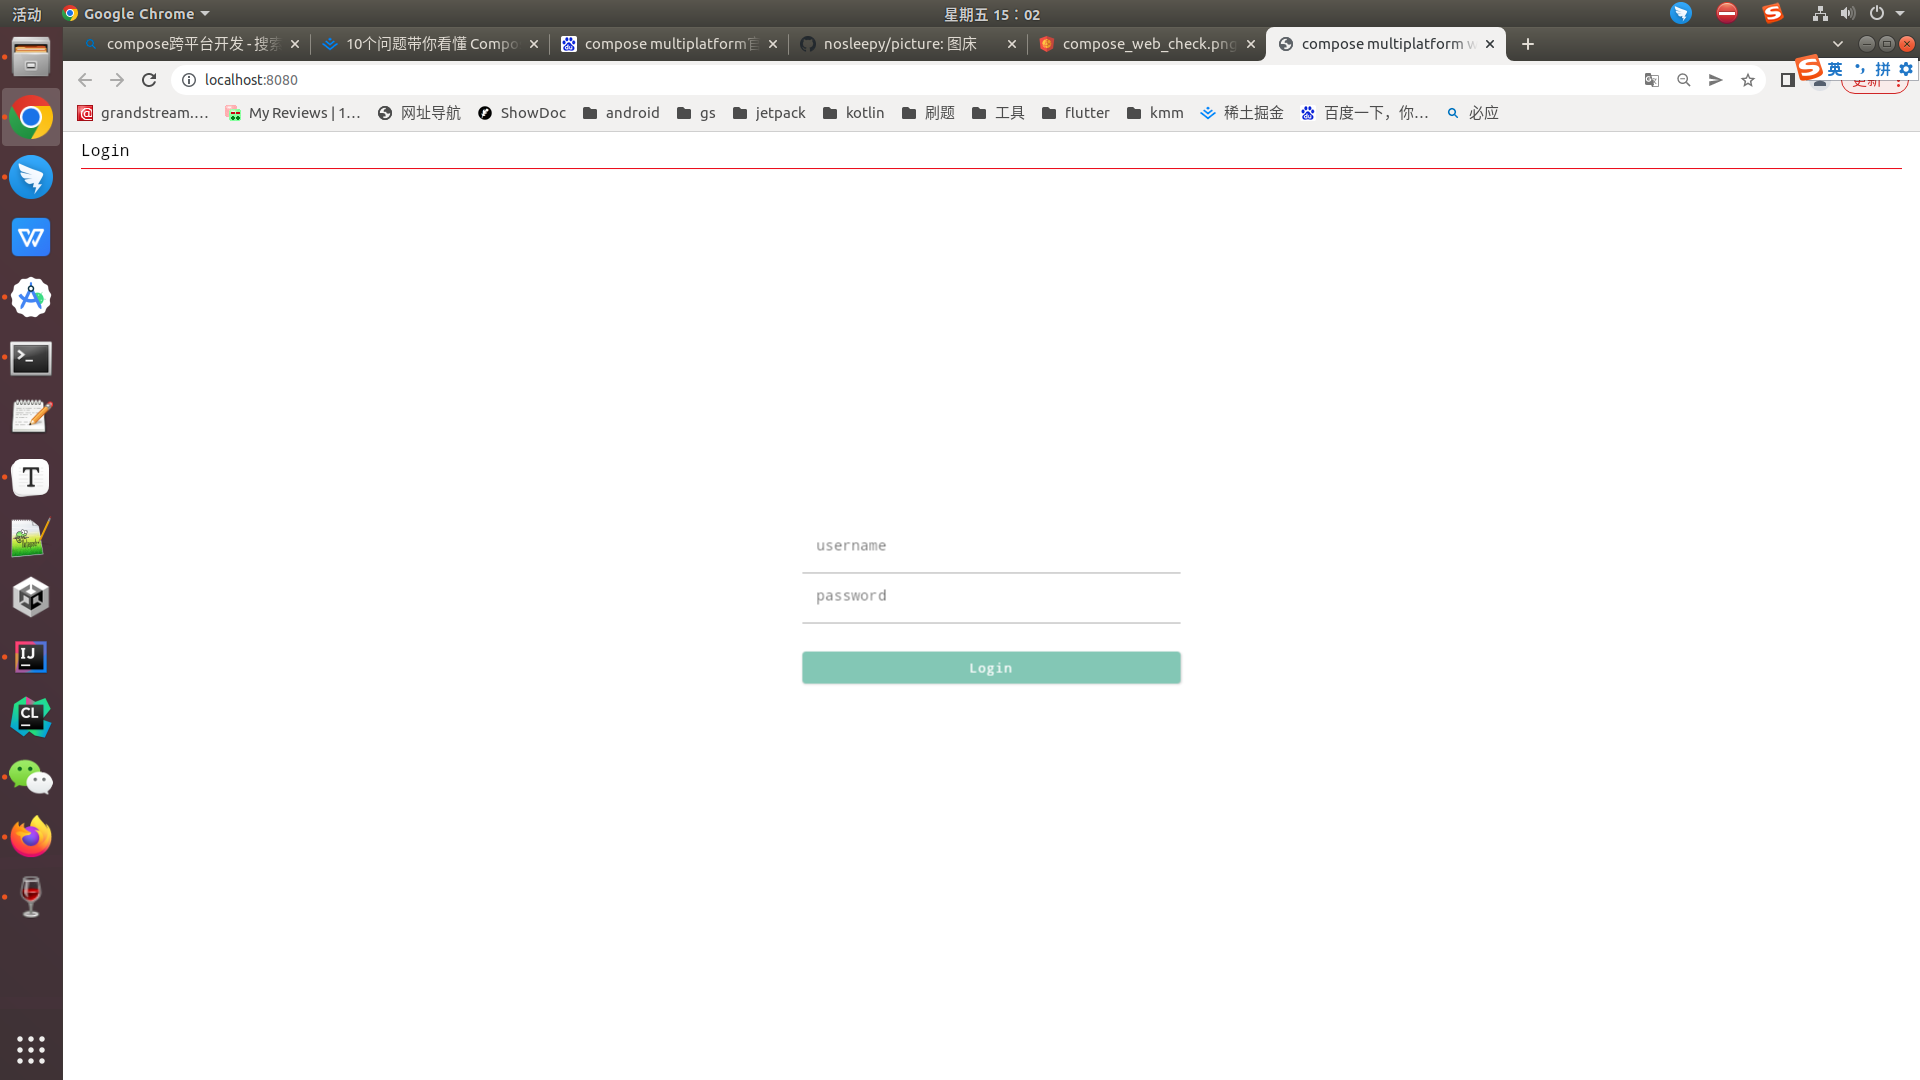 活动 Google Chrome 星期五 15：02
compose跨平台开发 - 搜索 10个问题带你看懂 Compo compose multiplatform官 nosleepy/picture: 图床 compose_web_check.png compose multiplatform w
localhost:8080 更新
英 拼
grandstream.... My Reviews | 1... 网址导航 ShowDoc android gs jetpack kotlin 刷题 工具 flutter kmm 稀土掘金 百度一下，你... 必应
Login
username
password
Login